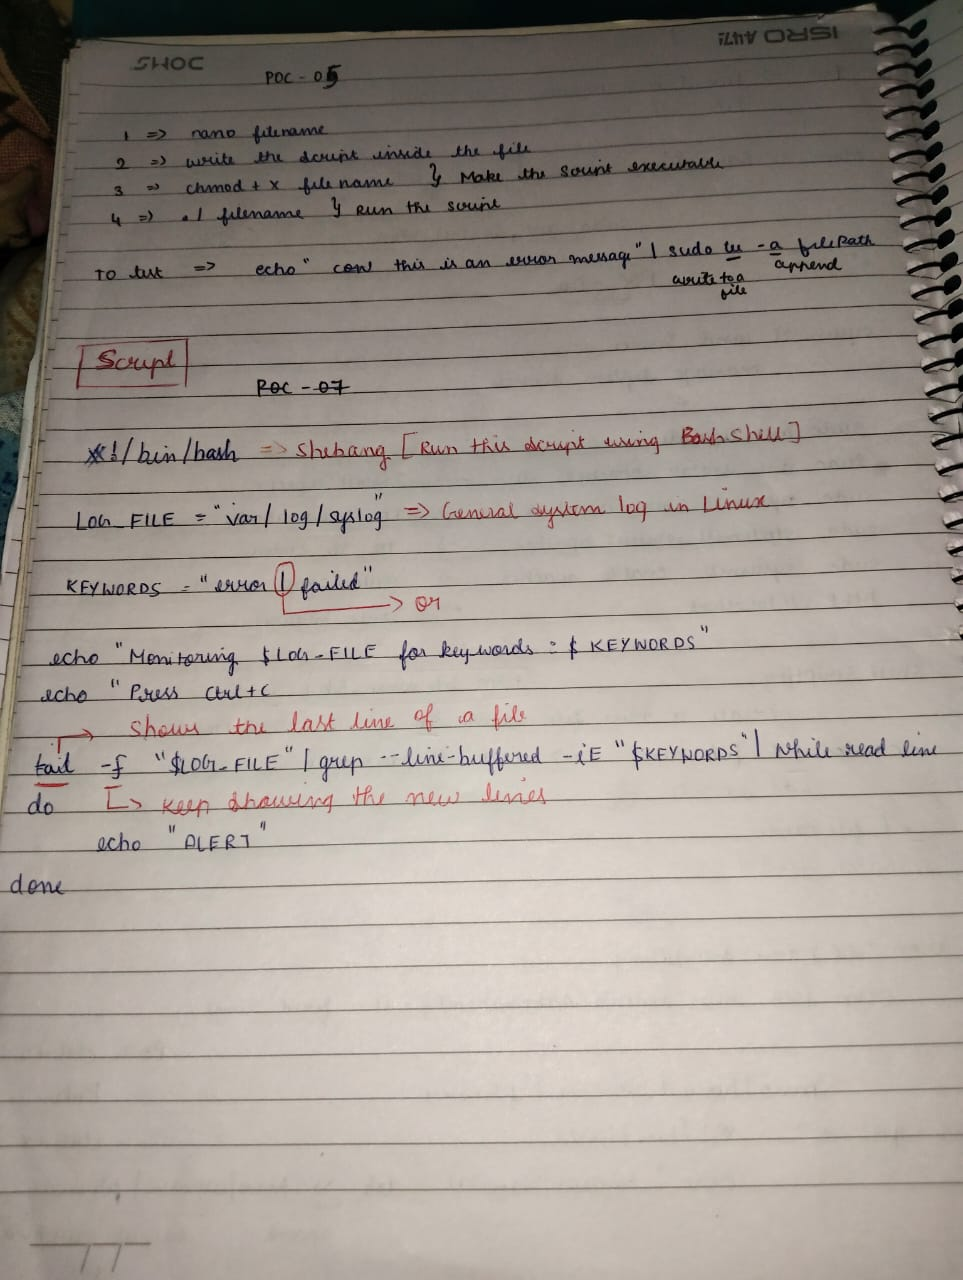 POC - 05
1 => nano filename
2 => write the script inside the file
3 => chmod + x file name } Make the script executable
4 => ./ filename } Run the script
TO test => echo " cow this is an error message" | sudo tee -a filePath
write to a append
file
Script
POC - 07
#!/bin/bash => Shebang [Run this script using Bash shell]
LOG_FILE = "var/log/syslog" => General system log in Linux
KEYWORDS = "error | failed"
or
echo "Monitoring $LOG-FILE for keywords : $ KEYWORDS"
echo "Press Ctrl+C
shows the last line of a file
tail -f "$LOG-FILE" | grep --line-buffered -iE "$KEYWORDS" | while read line
do keep showing the new lines
echo "ALERT"
done